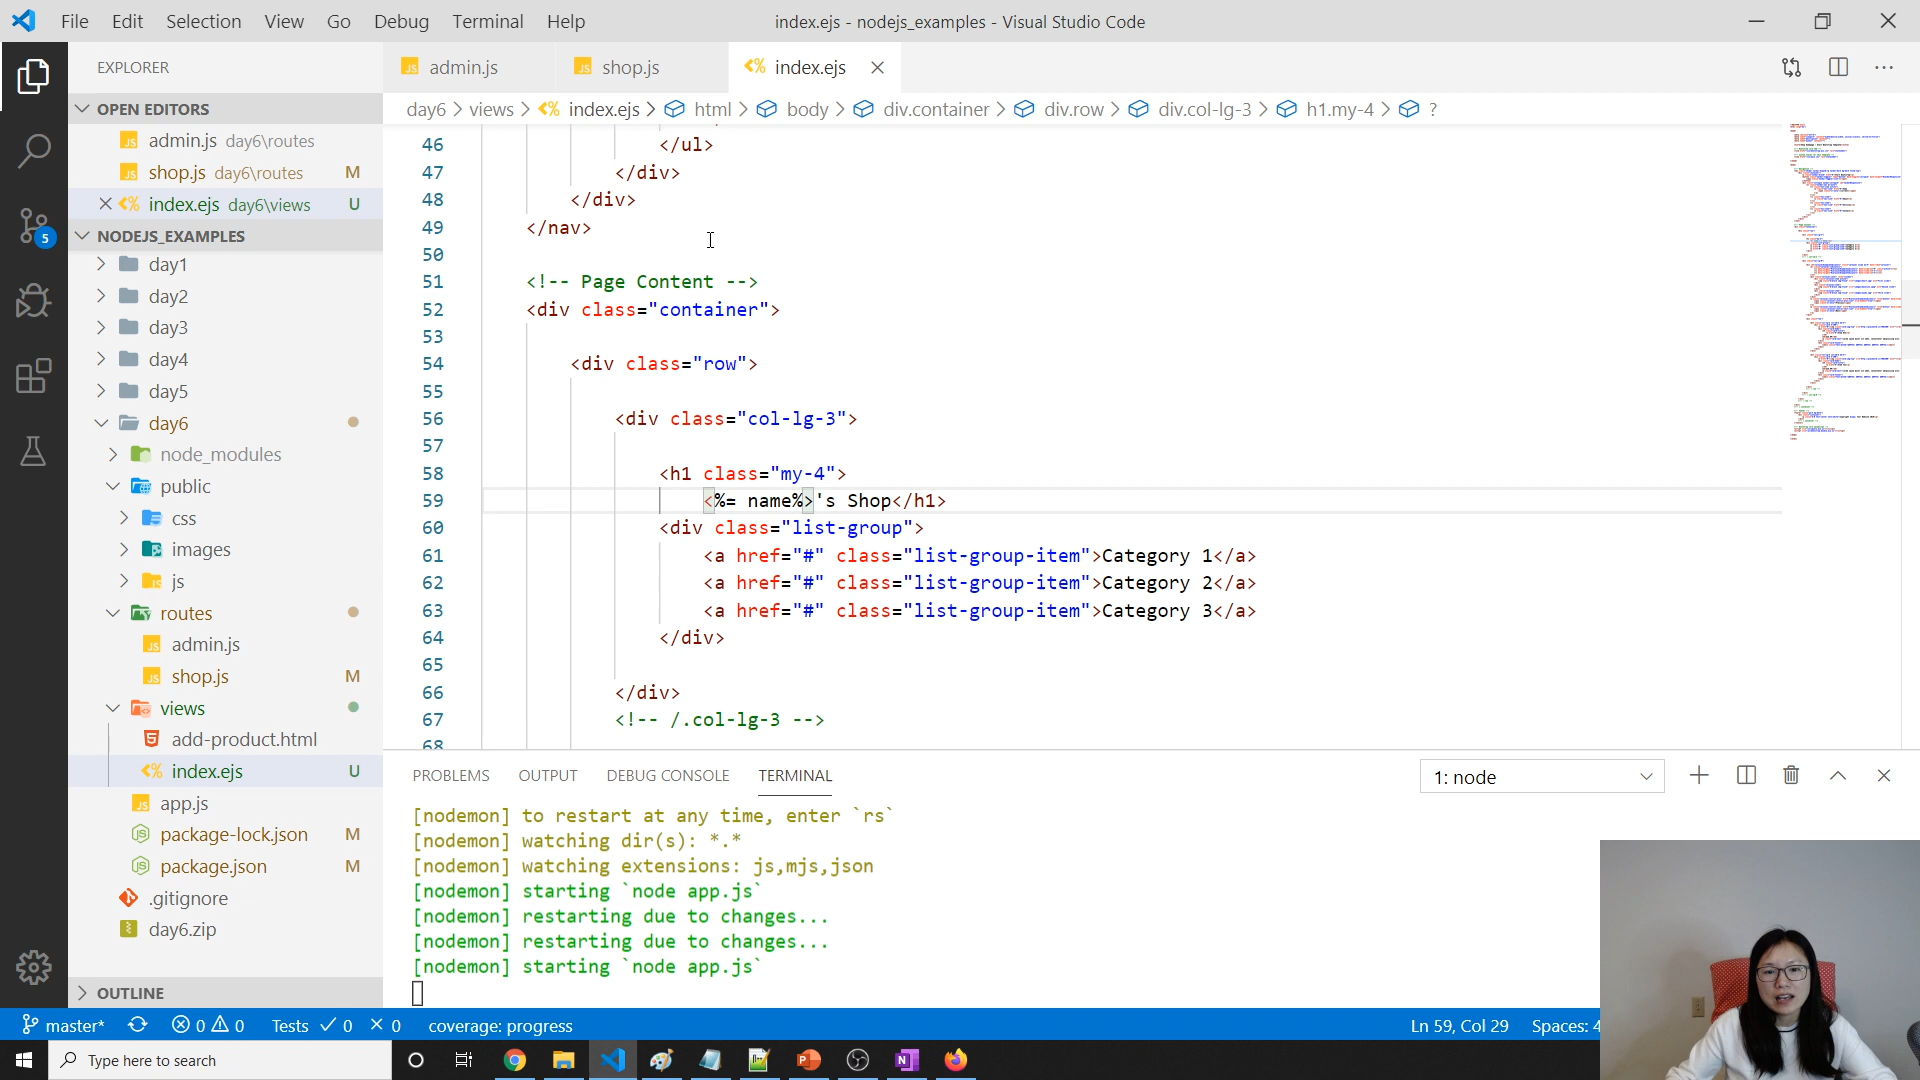 File Edit Selection View Go Debug Terminal Help
index.ejs - nodejs_examples - Visual Studio Code
EXPLORER
OPEN EDITORS
admin.js day6\routes
shop.js day6\routes M
index.ejs day6\views U
NODEJS_EXAMPLES
day1
day2
day3
day4
day5
day6
node_modules
public
css
images
js
routes
admin.js
shop.js M
views
add-product.html
index.ejs U
app.js
package-lock.json M
package.json M
.gitignore
day6.zip
OUTLINE
5
admin.js shop.js index.ejs
day6 > views > index.ejs > html > body > div.container > div.row > div.col-lg-3 > h1.my-4 > ?
46 </ul>
47 </div>
48 </div>
49 </nav>
50
51 <!-- Page Content -->
52 <div class="container">
53
54 <div class="row">
55
56 <div class="col-lg-3">
57
58 <h1 class="my-4">
59 <%= name%>'s Shop</h1>
60 <div class="list-group">
61 <a href="#" class="list-group-item">Category 1</a>
62 <a href="#" class="list-group-item">Category 2</a>
63 <a href="#" class="list-group-item">Category 3</a>
64 </div>
65
66 </div>
67 <!-- /.col-lg-3 -->
68
PROBLEMS OUTPUT DEBUG CONSOLE TERMINAL
1: node
[nodemon] to restart at any time, enter `rs`
[nodemon] watching dir(s): *.*
[nodemon] watching extensions: js,mjs,json
[nodemon] starting `node app.js`
[nodemon] restarting due to changes...
[nodemon] restarting due to changes...
[nodemon] starting `node app.js`
master* 0 0 Tests 0 0 coverage: progress
Ln 59, Col 29 Spaces: 4
Type here to search